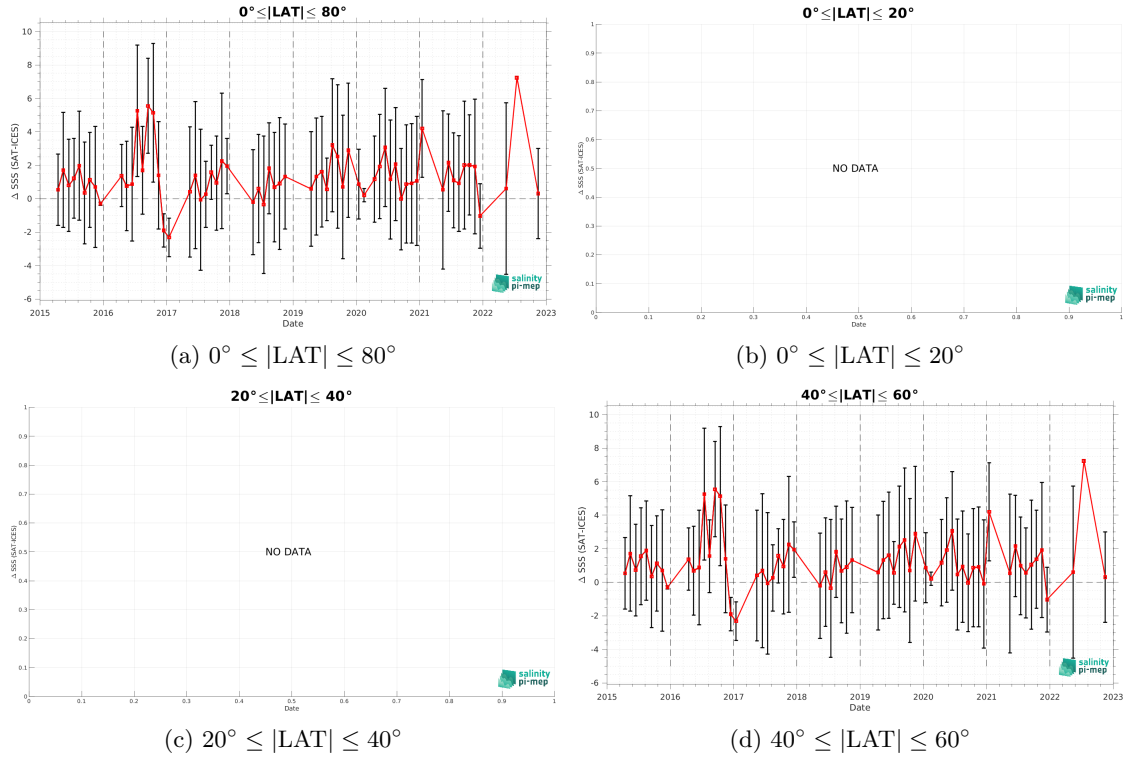 0°≤|LAT|≤ 80°
10
8
6
4
2
0
-2
-4
-6
Δ SSS (SAT-ICES)
2015 2016 2017 2018 2019 2020 2021 2022 2023
Date
salinity
pi-mep
(a) 0° ≤ |LAT| ≤ 80°
0°≤|LAT|≤ 20°
1
0.9
0.8
0.7
0.6
0.5
0.4
0.3
0.2
0.1
0
Δ SSS (SAT-ICES)
NO DATA
0 0.1 0.2 0.3 0.4 0.5 0.6 0.7 0.8 0.9 1
Date
salinity
pi-mep
(b) 0° ≤ |LAT| ≤ 20°
20°≤|LAT|≤ 40°
1
0.9
0.8
0.7
0.6
0.5
0.4
0.3
0.2
0.1
0
Δ SSS (SAT-ICES)
NO DATA
0 0.1 0.2 0.3 0.4 0.5 0.6 0.7 0.8 0.9 1
Date
salinity
pi-mep
(c) 20° ≤ |LAT| ≤ 40°
40°≤|LAT|≤ 60°
10
8
6
4
2
0
-2
-4
-6
Δ SSS (SAT-ICES)
2015 2016 2017 2018 2019 2020 2021 2022 2023
Date
salinity
pi-mep
(d) 40° ≤ |LAT| ≤ 60°